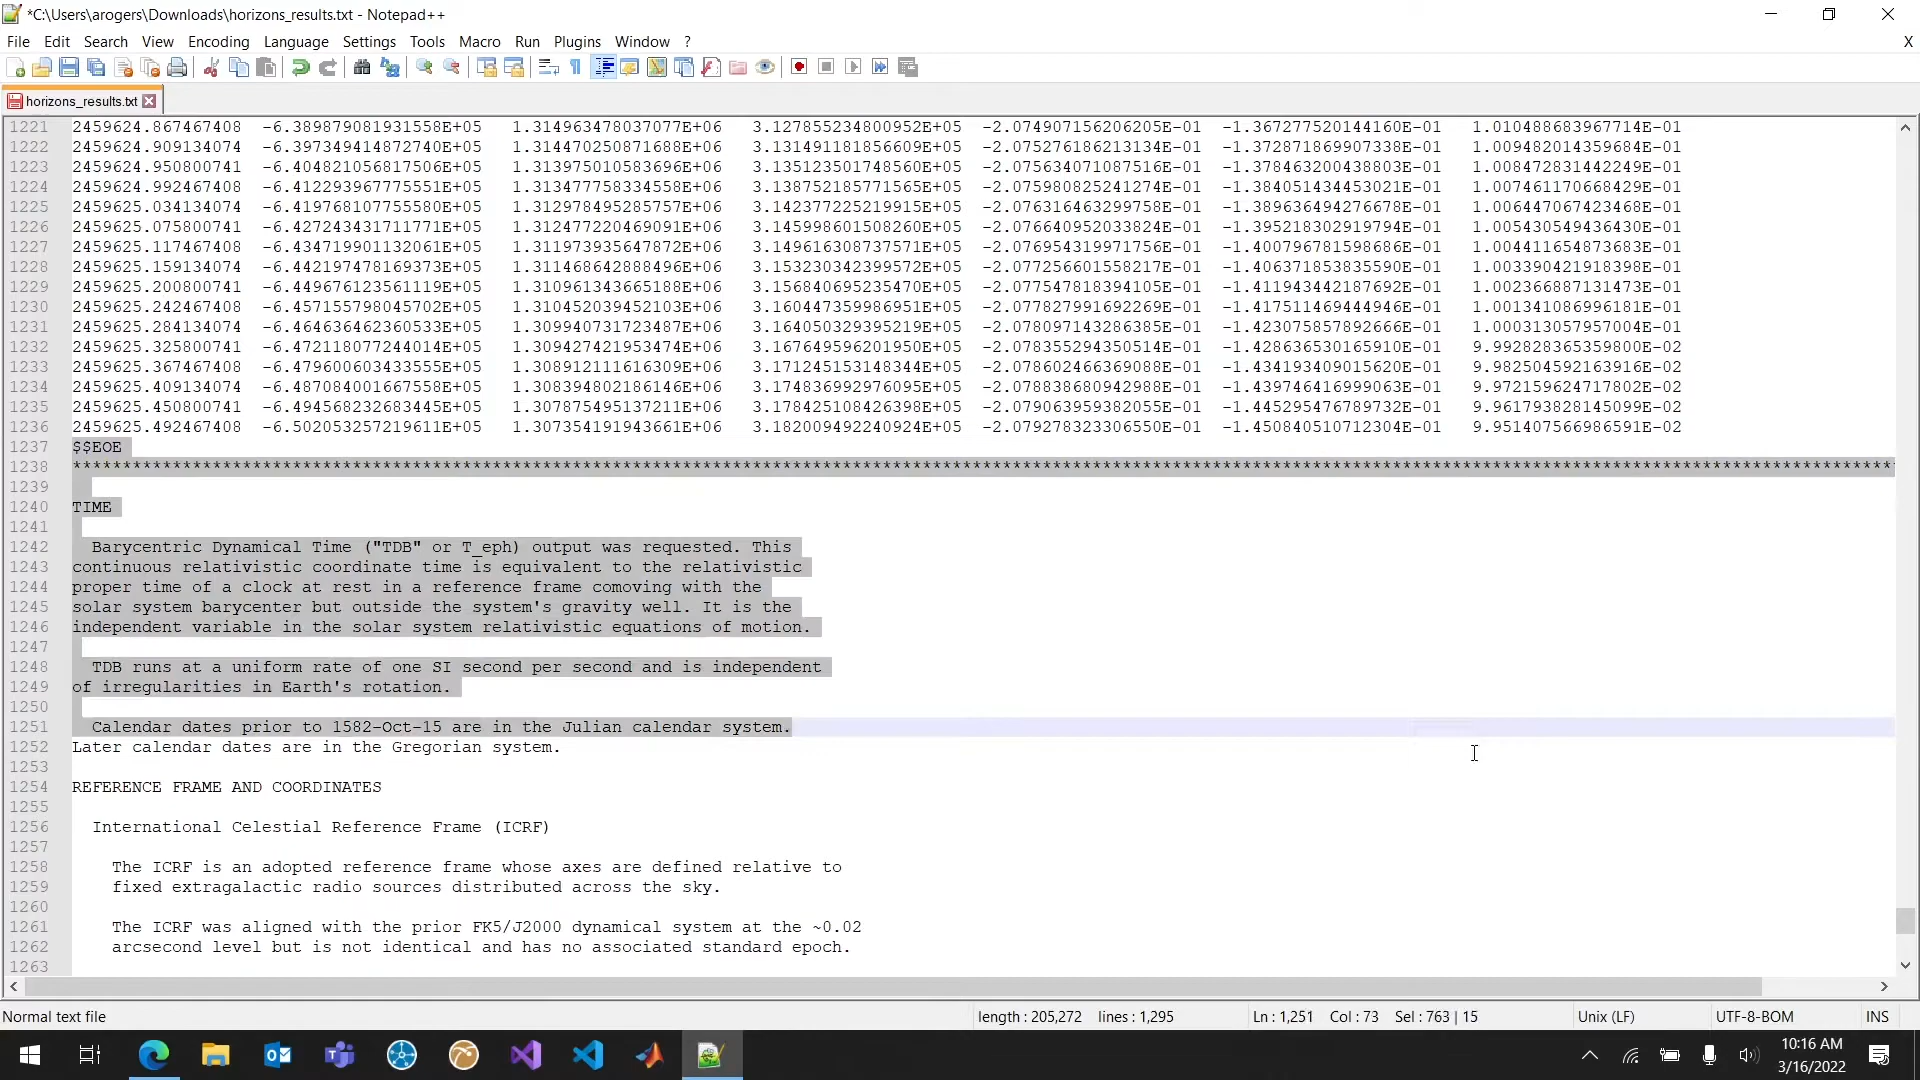 *C:\Users\arogers\Downloads\horizons_results.txt - Notepad++
File Edit Search View Encoding Language Settings Tools Macro Run Plugins Window ? X
horizons_results.txt
1221 2459624.867467408 -6.389879081931558E+05 1.314963478037077E+06 3.127855234800952E+05 -2.074907156206205E-01 -1.367277520144160E-01 1.010488683967714E-01
1222 2459624.909134074 -6.397349414872740E+05 1.314470250871688E+06 3.131491181856609E+05 -2.075276186213134E-01 -1.372871869907338E-01 1.009482014359684E-01
1223 2459624.950800741 -6.404821056817506E+05 1.313975010583696E+06 3.135123501748560E+05 -2.075634071087516E-01 -1.378463200438803E-01 1.008472831442249E-01
1224 2459624.992467408 -6.412293967775551E+05 1.313477758334558E+06 3.138752185771565E+05 -2.075980825241274E-01 -1.384051434453021E-01 1.007461170668429E-01
1225 2459625.034134074 -6.419768107755580E+05 1.312978495285757E+06 3.142377225219915E+05 -2.076316463299758E-01 -1.389636494276678E-01 1.006447067423468E-01
1226 2459625.075800741 -6.427243431711771E+05 1.312477220469091E+06 3.145998601508260E+05 -2.076640952033824E-01 -1.395218302919794E-01 1.005430549436430E-01
1227 2459625.117467408 -6.434719901132061E+05 1.311973935647872E+06 3.149616308737571E+05 -2.076954319971756E-01 -1.400796781598686E-01 1.004411654873683E-01
1228 2459625.159134074 -6.442197478169373E+05 1.311468642888496E+06 3.153230342399572E+05 -2.077256601558217E-01 -1.406371853835590E-01 1.003390421918398E-01
1229 2459625.200800741 -6.449676123561119E+05 1.310961343665188E+06 3.156840695235470E+05 -2.077547818394105E-01 -1.411943442187692E-01 1.002366887131473E-01
1230 2459625.242467408 -6.457155798045702E+05 1.310452039452103E+06 3.160447359986951E+05 -2.077827991692269E-01 -1.417511469444946E-01 1.001341086996181E-01
1231 2459625.284134074 -6.464636462360533E+05 1.309940731723487E+06 3.164050329395219E+05 -2.078097143286385E-01 -1.423075857892666E-01 1.000313057957004E-01
1232 2459625.325800741 -6.472118077244014E+05 1.309427421953474E+06 3.167649596201950E+05 -2.078355294350514E-01 -1.428636530165910E-01 9.992828365359800E-02
1233 2459625.367467408 -6.479600603433555E+05 1.308912111616309E+06 3.171245153148344E+05 -2.078602466369088E-01 -1.434193409015620E-01 9.982504592163916E-02
1234 2459625.409134074 -6.487084001667558E+05 1.308394802186146E+06 3.174836992976095E+05 -2.078838680942988E-01 -1.439746416999063E-01 9.972159624717802E-02
1235 2459625.450800741 -6.494568232683445E+05 1.307875495137211E+06 3.178425108426398E+05 -2.079063959382055E-01 -1.445295476789732E-01 9.961793828145099E-02
1236 2459625.492467408 -6.502053257219611E+05 1.307354191943661E+06 3.182009492240924E+05 -2.079278323306550E-01 -1.450840510712304E-01 9.951407566986591E-02
1237 $$EOE
1238 **************************************************************************************************************************************************************************************
1239
1240 TIME
1241
1242 Barycentric Dynamical Time ("TDB" or T_eph) output was requested. This
1243 continuous relativistic coordinate time is equivalent to the relativistic
1244 proper time of a clock at rest in a reference frame comoving with the
1245 solar system barycenter but outside the system's gravity well. It is the
1246 independent variable in the solar system relativistic equations of motion.
1247
1248 TDB runs at a uniform rate of one SI second per second and is independent
1249 of irregularities in Earth's rotation.
1250
1251 Calendar dates prior to 1582-Oct-15 are in the Julian calendar system.
1252 Later calendar dates are in the Gregorian system.
1253
1254 REFERENCE FRAME AND COORDINATES
1255
1256 International Celestial Reference Frame (ICRF)
1257
1258 The ICRF is an adopted reference frame whose axes are defined relative to
1259 fixed extragalactic radio sources distributed across the sky.
1260
1261 The ICRF was aligned with the prior FK5/J2000 dynamical system at the ~0.02
1262 arcsecond level but is not identical and has no associated standard epoch.
1263
Normal text file length : 205,272 lines : 1,295 Ln : 1,251 Col : 73 Sel : 763 | 15 Unix (LF) UTF-8-BOM INS
10:16 AM
3/16/2022